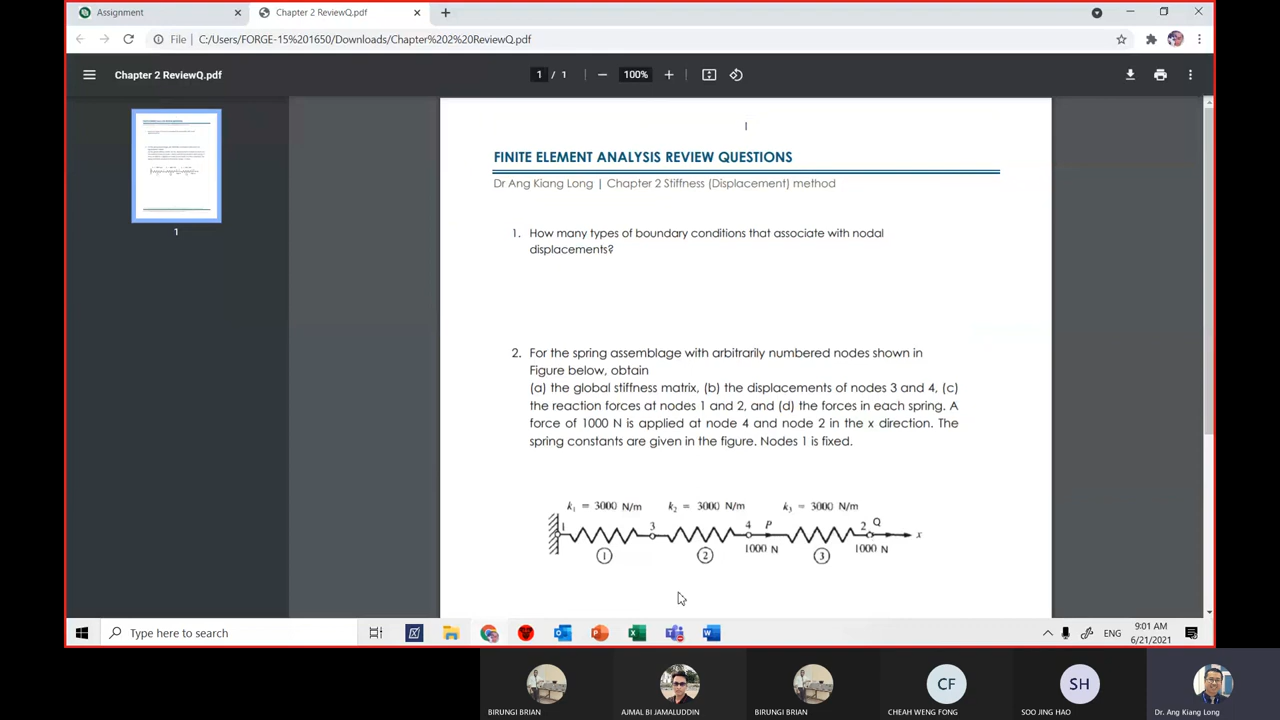 Assignment
Chapter 2 ReviewQ.pdf
File | C:/Users/FORGE-15%201650/Downloads/Chapter%202%20ReviewQ.pdf
Chapter 2 ReviewQ.pdf
1 / 1
100%
1
FINITE ELEMENT ANALYSIS REVIEW QUESTIONS
Dr Ang Kiang Long | Chapter 2 Stiffness (Displacement) method
1. How many types of boundary conditions that associate with nodal
displacements?
2. For the spring assemblage with arbitrarily numbered nodes shown in
Figure below, obtain
(a) the global stiffness matrix, (b) the displacements of nodes 3 and 4, (c)
the reaction forces at nodes 1 and 2, and (d) the forces in each spring. A
force of 1000 N is applied at node 4 and node 2 in the x direction. The
spring constants are given in the figure. Nodes 1 is fixed.
k₁ = 3000 N/m k₂ = 3000 N/m k₃ = 3000 N/m
1 3 4 P 2 Q x
1000 N 1000 N
① ② ③
Type here to search
ENG
9:01 AM
6/21/2021
CF SH
BIRUNGI BRIAN AJMAL BI JAMALUDDIN BIRUNGI BRIAN CHEAH WENG FONG SOO JING HAO Dr. Ang Kiang Long